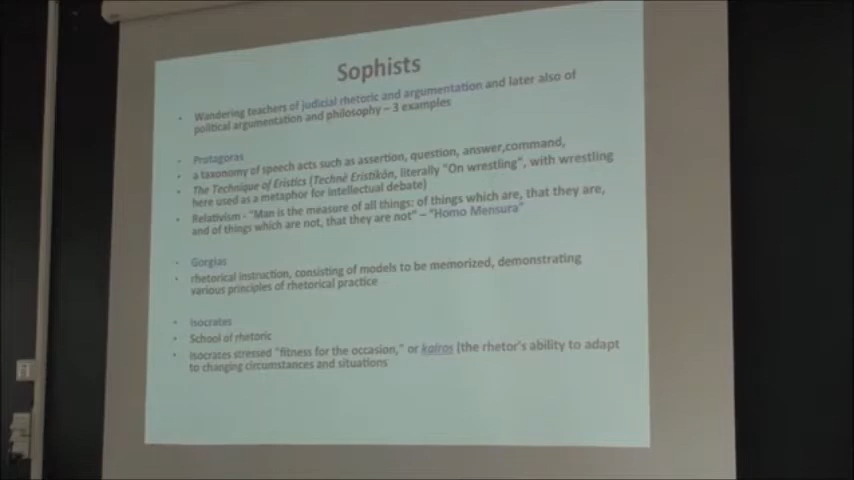 Sophists
• Wandering teachers of judicial rhetoric and argumentation and later also of
political argumentation and philosophy – 3 examples
• Protagoras
• a taxonomy of speech acts such as assertion, question, answer,command,
• The Technique of Eristics (Technê Eristikôn, literally "On wrestling", with wrestling
here used as a metaphor for intellectual debate)
• Relativism - "Man is the measure of all things: of things which are, that they are,
and of things which are not, that they are not" – "Homo Mensura"
• Gorgias
• rhetorical instruction, consisting of models to be memorized, demonstrating
various principles of rhetorical practice
• Isocrates
• School of rhetoric
• Isocrates stressed "fitness for the occasion," or kairos (the rhetor's ability to adapt
to changing circumstances and situations